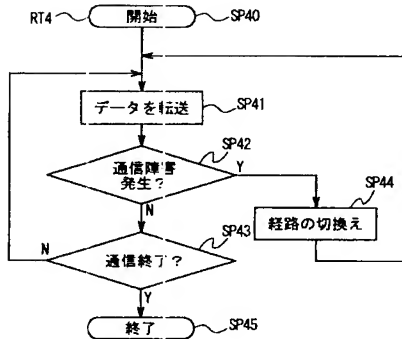 RT4
開始
SP40
データを転送
SP41
通信障害
発生?
SP42
Y
N
経路の切換え
SP44
通信終了?
SP43
N
Y
終了
SP45